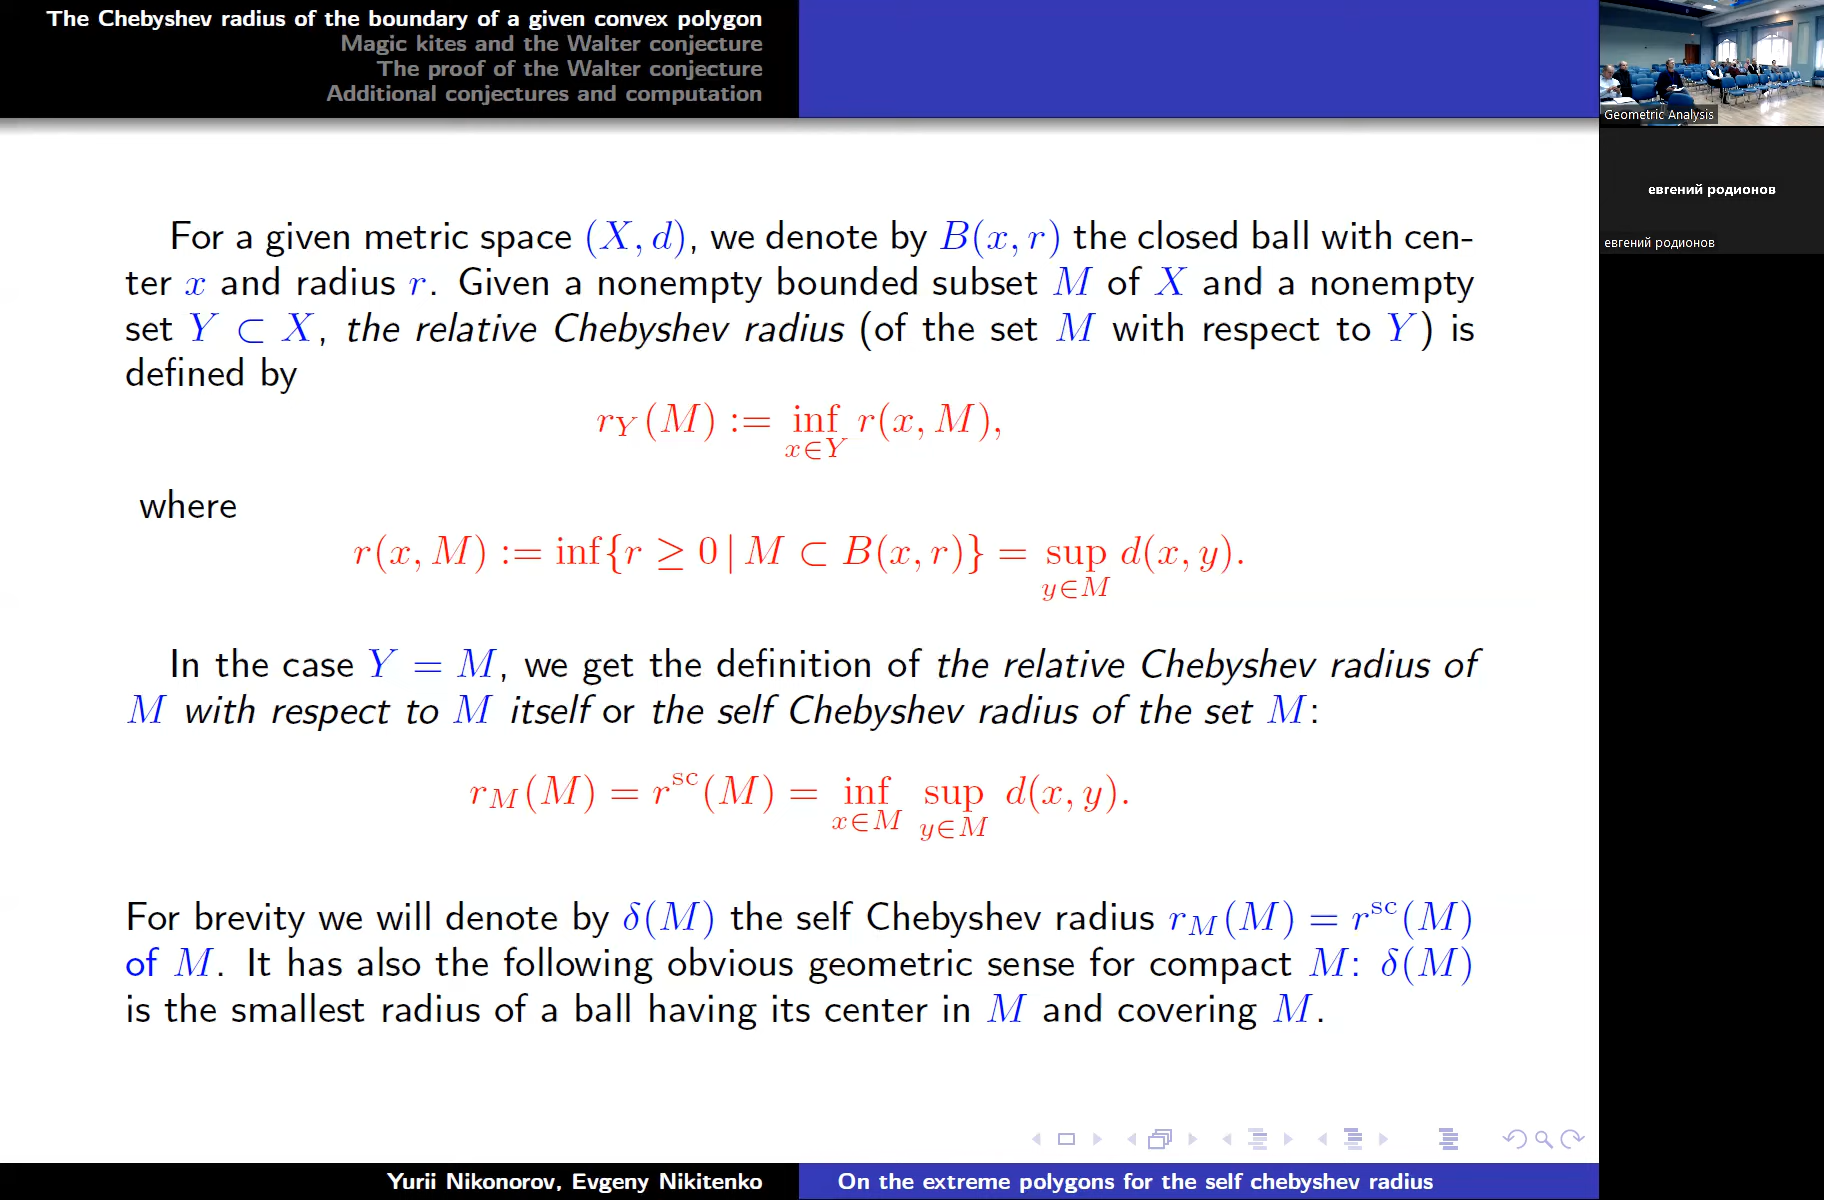 The Chebyshev radius of the boundary of a given convex polygon
Magic kites and the Walter conjecture
The proof of the Walter conjecture
Additional conjectures and computation
Geometric Analysis
евгений родионов
евгений родионов
For a given metric space (X, d), we denote by B(x, r) the closed ball with cen-
ter x and radius r. Given a nonempty bounded subset M of X and a nonempty
set Y ⊂ X, the relative Chebyshev radius (of the set M with respect to Y) is
defined by
r_Y(M) := inf_{x∈Y} r(x, M),
where
r(x, M) := inf{r ≥ 0 | M ⊂ B(x, r)} = sup_{y∈M} d(x, y).
In the case Y = M, we get the definition of the relative Chebyshev radius of
M with respect to M itself or the self Chebyshev radius of the set M:
r_M(M) = r^{sc}(M) = inf_{x∈M} sup_{y∈M} d(x, y).
For brevity we will denote by δ(M) the self Chebyshev radius r_M(M) = r^{sc}(M)
of M. It has also the following obvious geometric sense for compact M: δ(M)
is the smallest radius of a ball having its center in M and covering M.
Yurii Nikonorov, Evgeny Nikitenko
On the extreme polygons for the self chebyshev radius